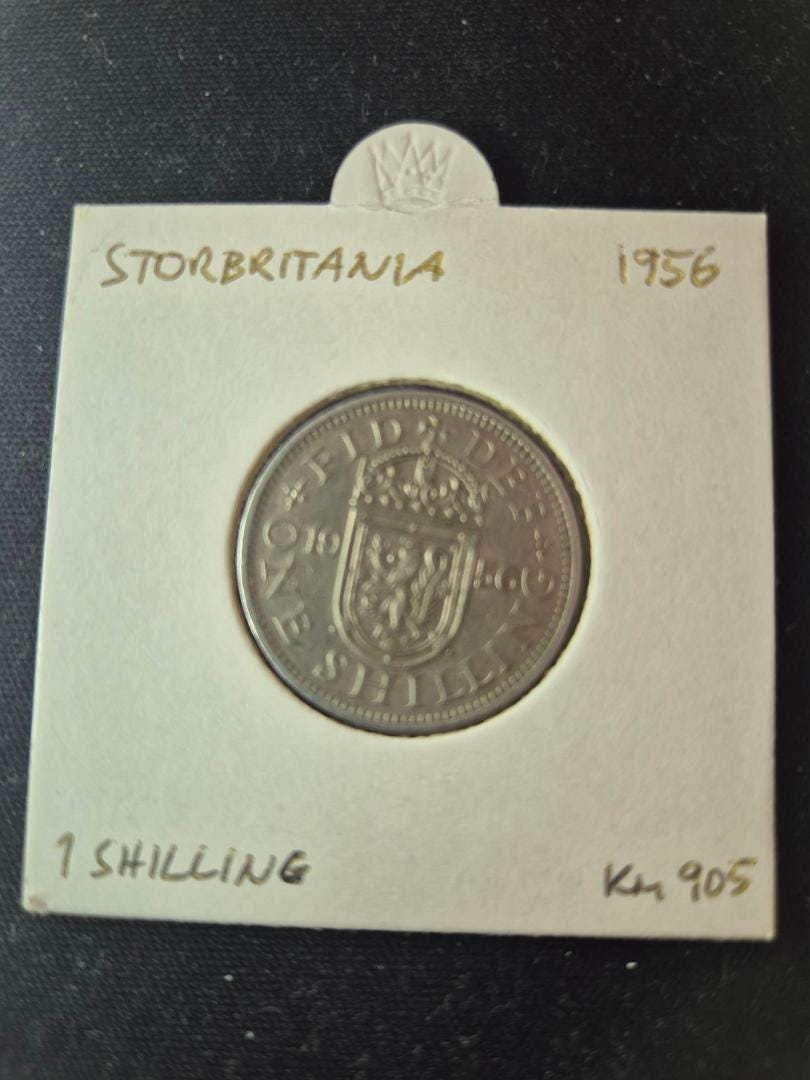 STORBRITANIA 1956
FID DEF
19 56
ONE SHILLING
1 SHILLING KM 905